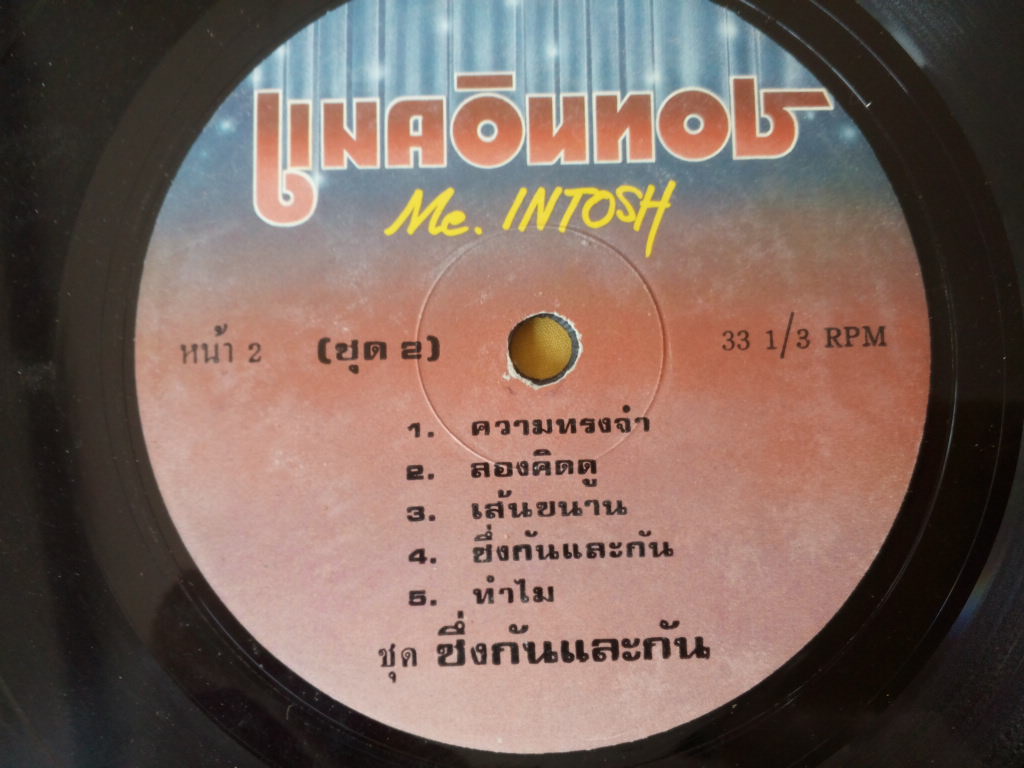 แมคอินทอช
Mc. INTOSH
หน้า 2 (ชุด 2) 33 1/3 RPM
1. ความทรงจำ
2. ลองคิดดู
3. เส้นขนาน
4. ซึ่งกันและกัน
5. ทำไม
ชุด ซึ่งกันและกัน